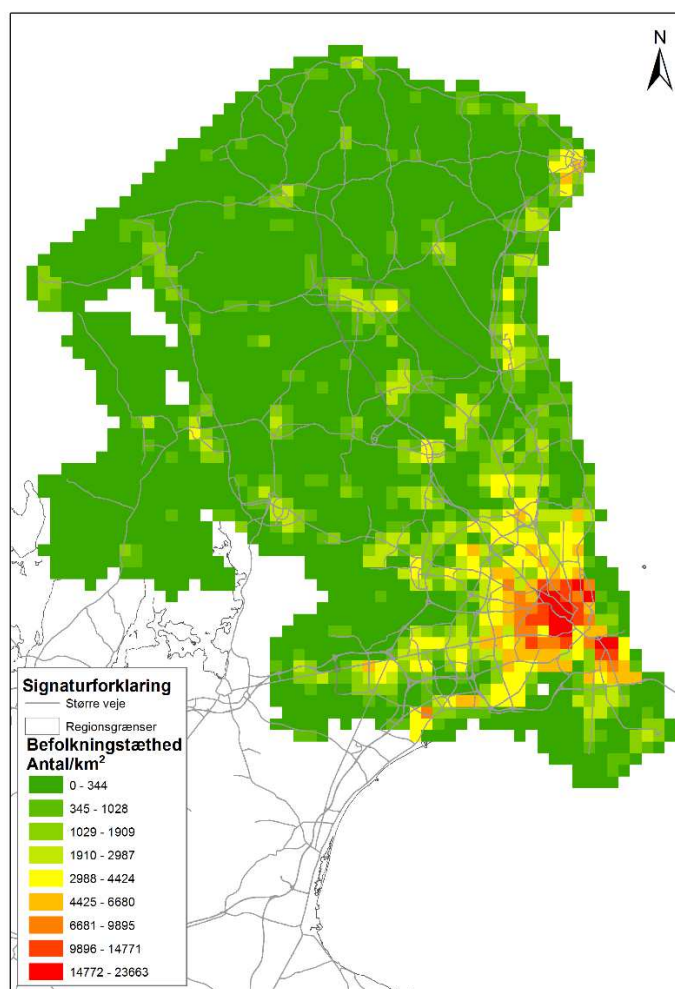 N
Signaturforklaring
Større veje
Regionsgrænser
Befolkningstæthed
Antal/km²
0 - 344
345 - 1028
1029 - 1909
1910 - 2987
2988 - 4424
4425 - 6680
6681 - 9895
9896 - 14771
14772 - 23663